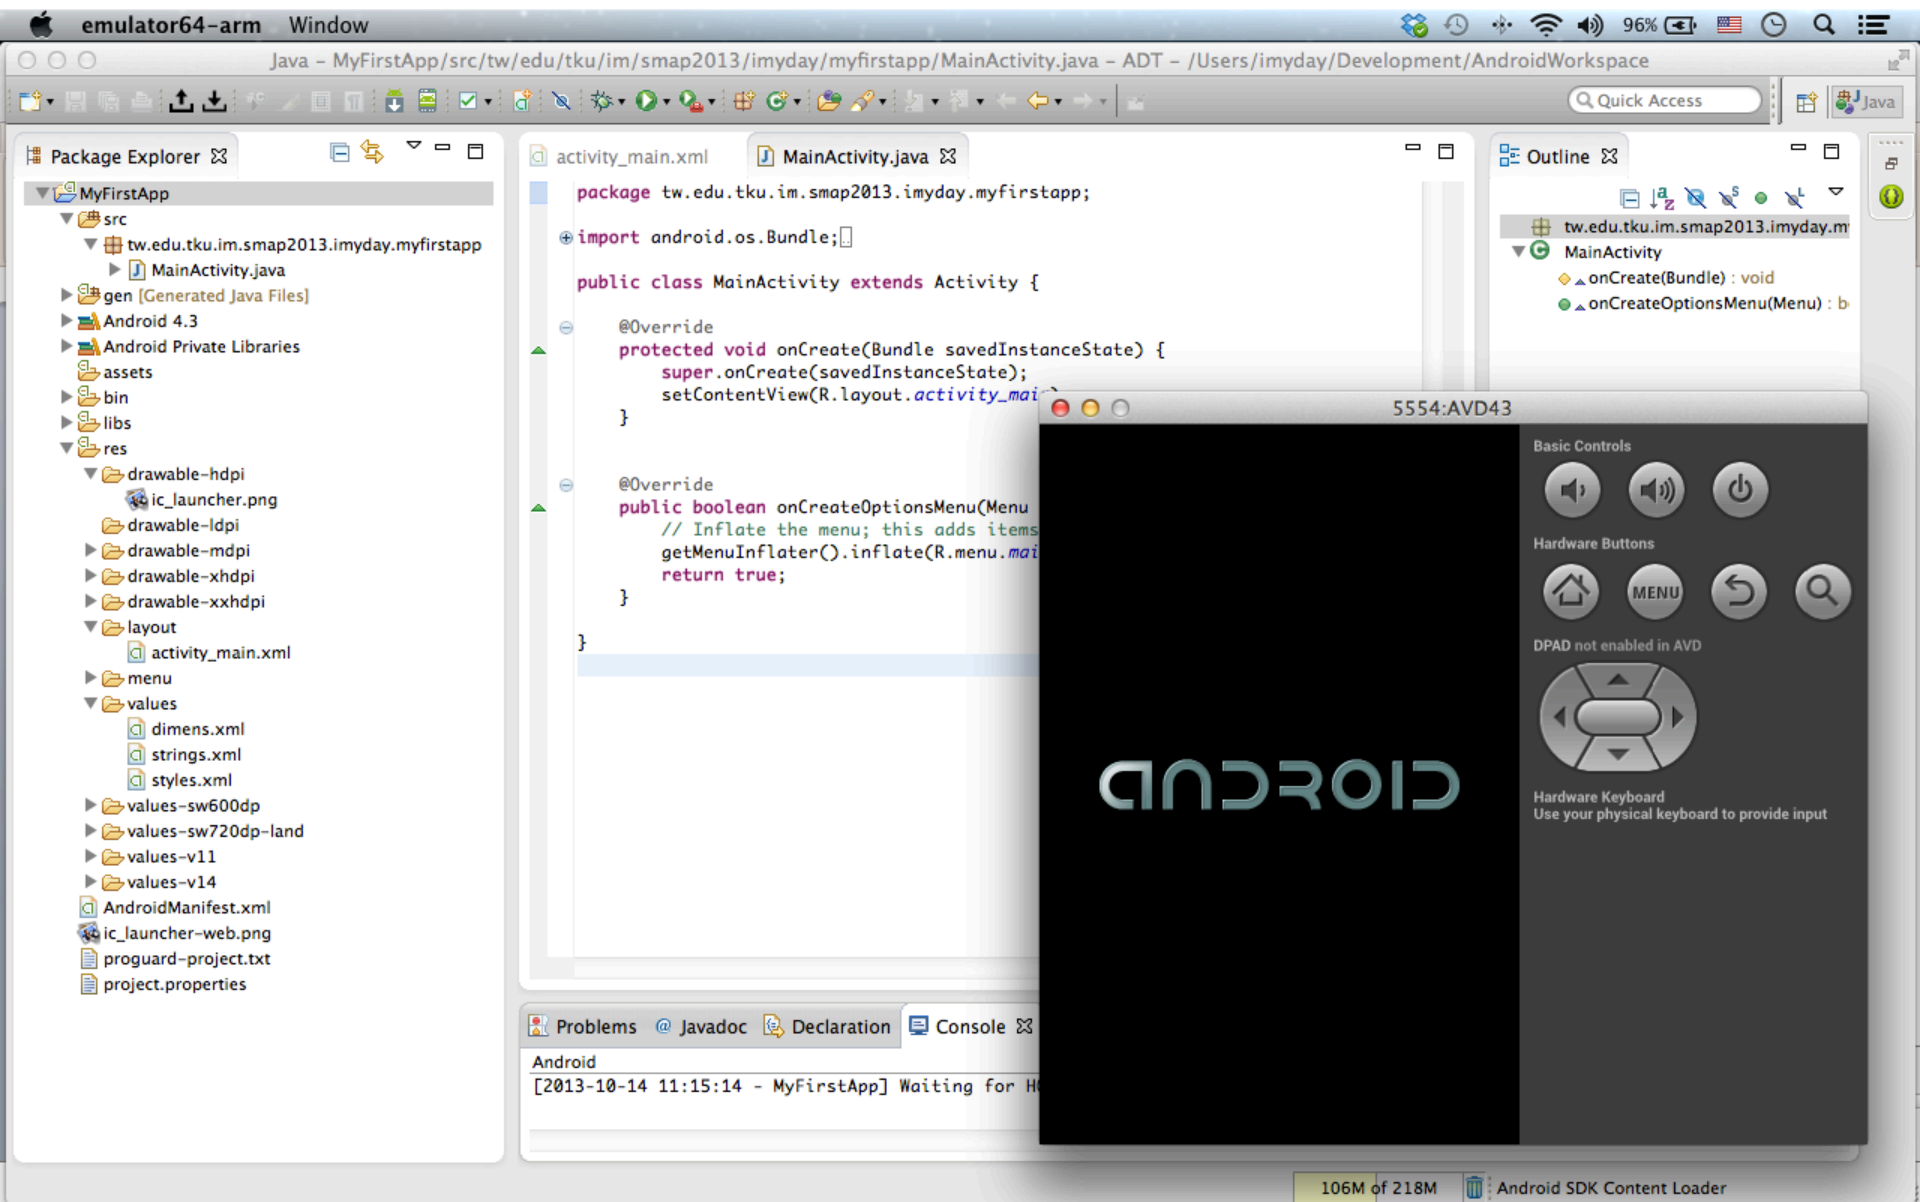 emulator64-arm Window 96%
Java - MyFirstApp/src/tw/edu/tku/im/smap2013/imyday/myfirstapp/MainActivity.java - ADT - /Users/imyday/Development/AndroidWorkspace
Quick Access
Java
Package Explorer
MyFirstApp
src
tw.edu.tku.im.smap2013.imyday.myfirstapp
MainActivity.java
gen [Generated Java Files]
Android 4.3
Android Private Libraries
assets
bin
libs
res
drawable-hdpi
ic_launcher.png
drawable-ldpi
drawable-mdpi
drawable-xhdpi
drawable-xxhdpi
layout
activity_main.xml
menu
values
dimens.xml
strings.xml
styles.xml
values-sw600dp
values-sw720dp-land
values-v11
values-v14
AndroidManifest.xml
ic_launcher-web.png
proguard-project.txt
project.properties
activity_main.xml MainActivity.java
package tw.edu.tku.im.smap2013.imyday.myfirstapp;
import android.os.Bundle;
public class MainActivity extends Activity {
@Override
protected void onCreate(Bundle savedInstanceState) {
super.onCreate(savedInstanceState);
setContentView(R.layout.activity_mai
}
@Override
public boolean onCreateOptionsMenu(Menu
// Inflate the menu; this adds items
getMenuInflater().inflate(R.menu.mai
return true;
}
}
Outline
tw.edu.tku.im.smap2013.imyday.m
MainActivity
onCreate(Bundle) : void
onCreateOptionsMenu(Menu) : b
Problems @ Javadoc Declaration Console
Android
[2013-10-14 11:15:14 - MyFirstApp] Waiting for H
5554:AVD43
ANDROID
Basic Controls
Hardware Buttons
MENU
DPAD not enabled in AVD
Hardware Keyboard
Use your physical keyboard to provide input
106M of 218M
Android SDK Content Loader